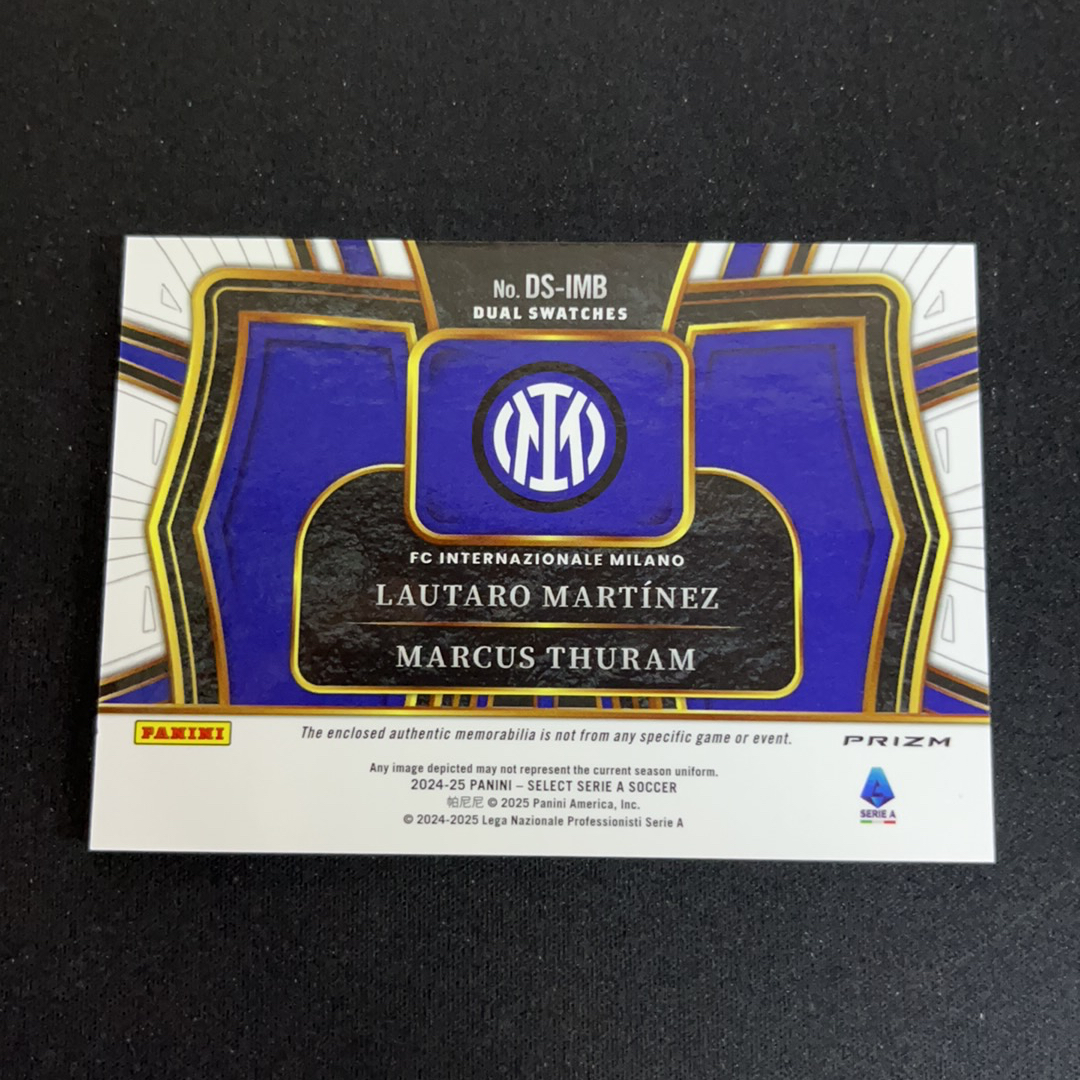 No. DS-IMB
DUAL SWATCHES
IM
FC INTERNAZIONALE MILANO
LAUTARO MARTÍNEZ
MARCUS THURAM
PANINI
The enclosed authentic memorabilia is not from any specific game or event.
PRIZM
Any image depicted may not represent the current season uniform.
2024-25 PANINI – SELECT SERIE A SOCCER
帕尼尼 © 2025 Panini America, Inc.
© 2024-2025 Lega Nazionale Professionisti Serie A
SERIE A